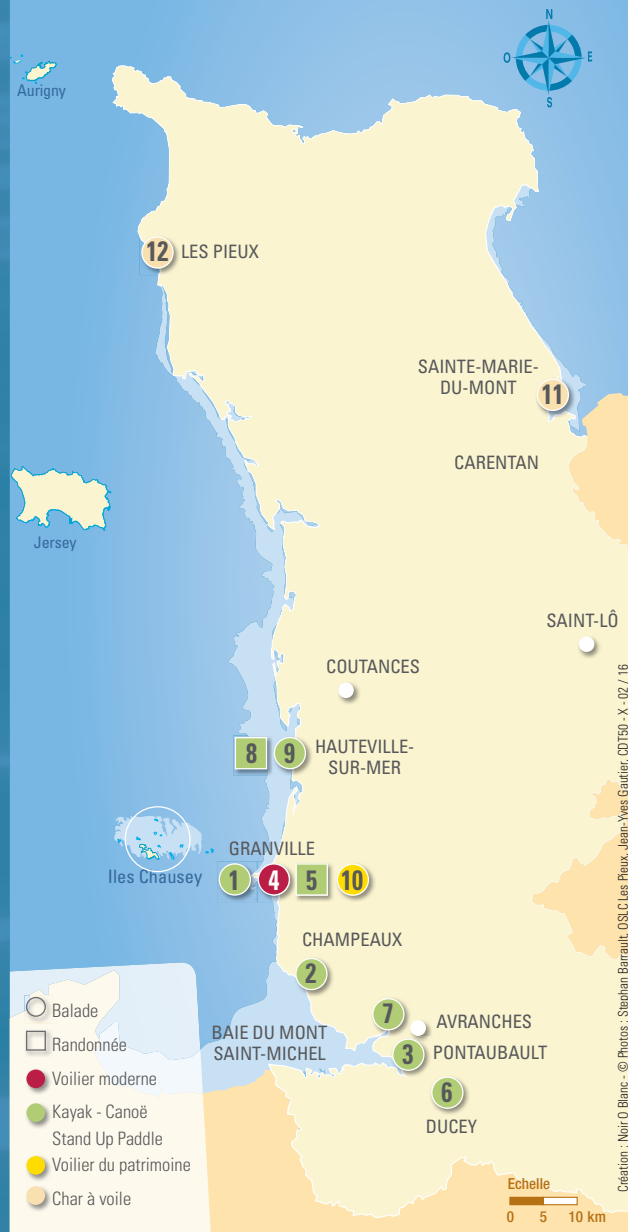 N
O
E
S
Aurigny
12 LES PIEUX
SAINTE-MARIE-
DU-MONT
11
CARENTAN
Jersey
SAINT-LÔ
COUTANCES
8
9
HAUTEVILLE-
SUR-MER
GRANVILLE
Iles Chausey
1
4
5
10
CHAMPEAUX
2
7
AVRANCHES
BAIE DU MONT
SAINT-MICHEL
3
PONTAUBAULT
6
DUCEY
Balade
Randonnée
Voilier moderne
Kayak - Canoë
Stand Up Paddle
Voilier du patrimoine
Char à voile
Echelle
0 5 10 km
Création : Noir O Blanc - © Photos : Stephan Barrault, OSLC Les Pieux, Jean-Yves Gautier, CDT50 - X - 02 / 16